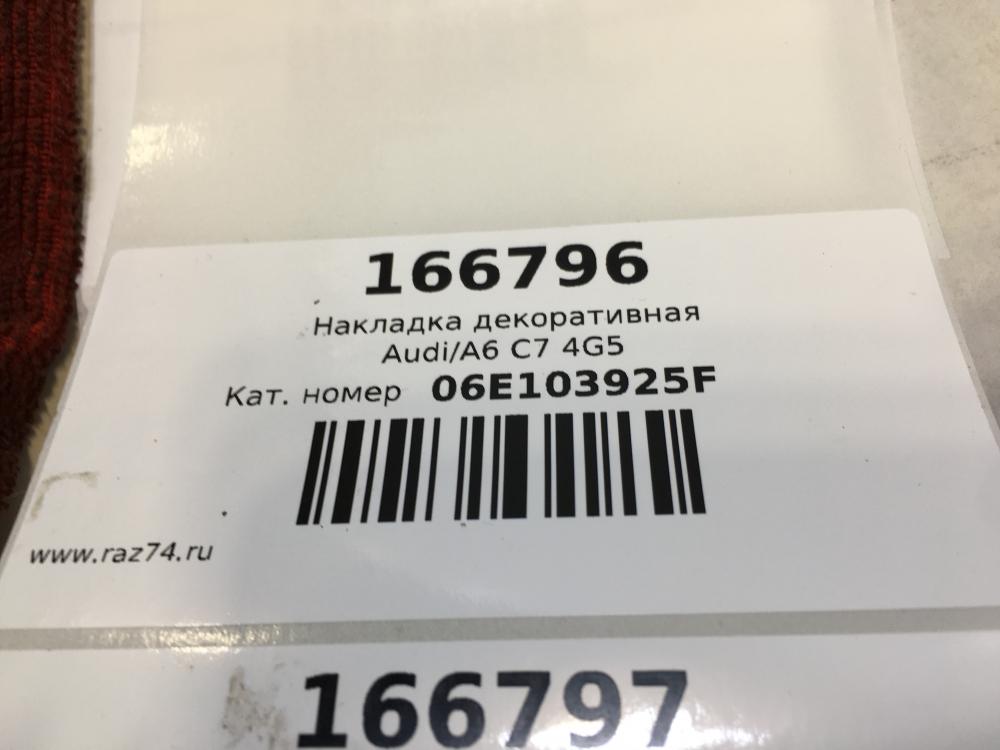 166796
Накладка декоративная
Audi/A6 C7 4G5
Кат. номер 06E103925F
www.raz74.ru
166797